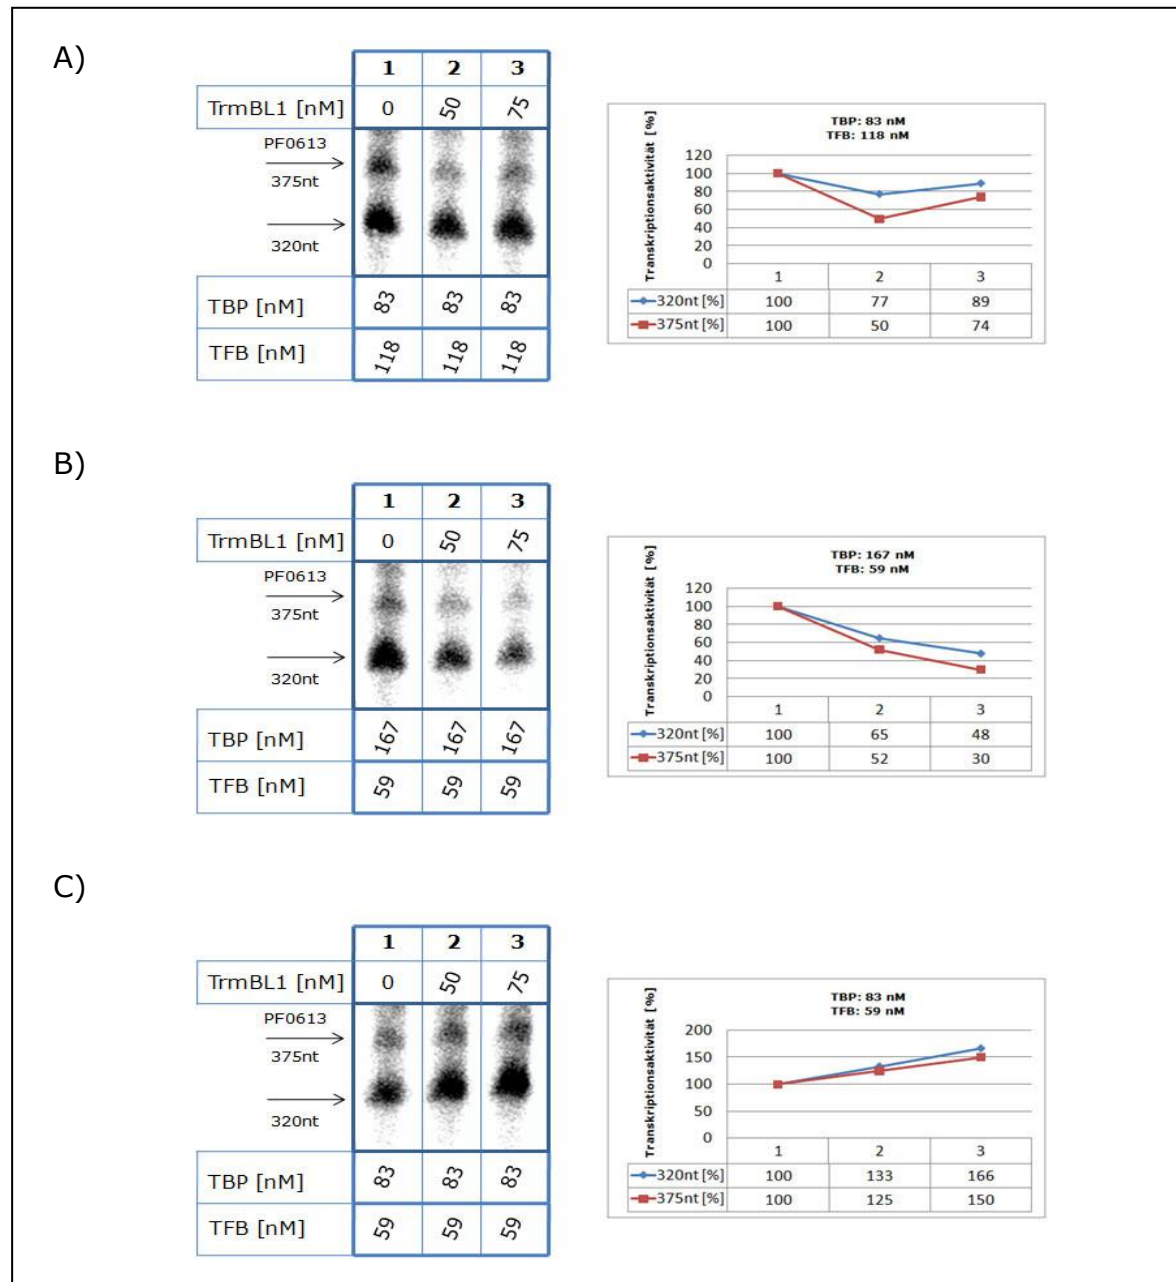 A)
1 2 3
TrmBL1 [nM] 0 50 75
PF0613
375nt
320nt
TBP [nM] 83 83 83
TFB [nM] 118 118 118
TBP: 83 nM
TFB: 118 nM
Transkriptionsaktivität [%]
120
100
80
60
40
20
0
1 2 3
320nt [%] 100 77 89
375nt [%] 100 50 74
B)
1 2 3
TrmBL1 [nM] 0 50 75
PF0613
375nt
320nt
TBP [nM] 167 167 167
TFB [nM] 59 59 59
TBP: 167 nM
TFB: 59 nM
Transkriptionsaktivität [%]
120
100
80
60
40
20
0
1 2 3
320nt [%] 100 65 48
375nt [%] 100 52 30
C)
1 2 3
TrmBL1 [nM] 0 50 75
PF0613
375nt
320nt
TBP [nM] 83 83 83
TFB [nM] 59 59 59
TBP: 83 nM
TFB: 59 nM
Transkriptionsaktivität [%]
200
150
100
50
0
1 2 3
320nt [%] 100 133 166
375nt [%] 100 125 150